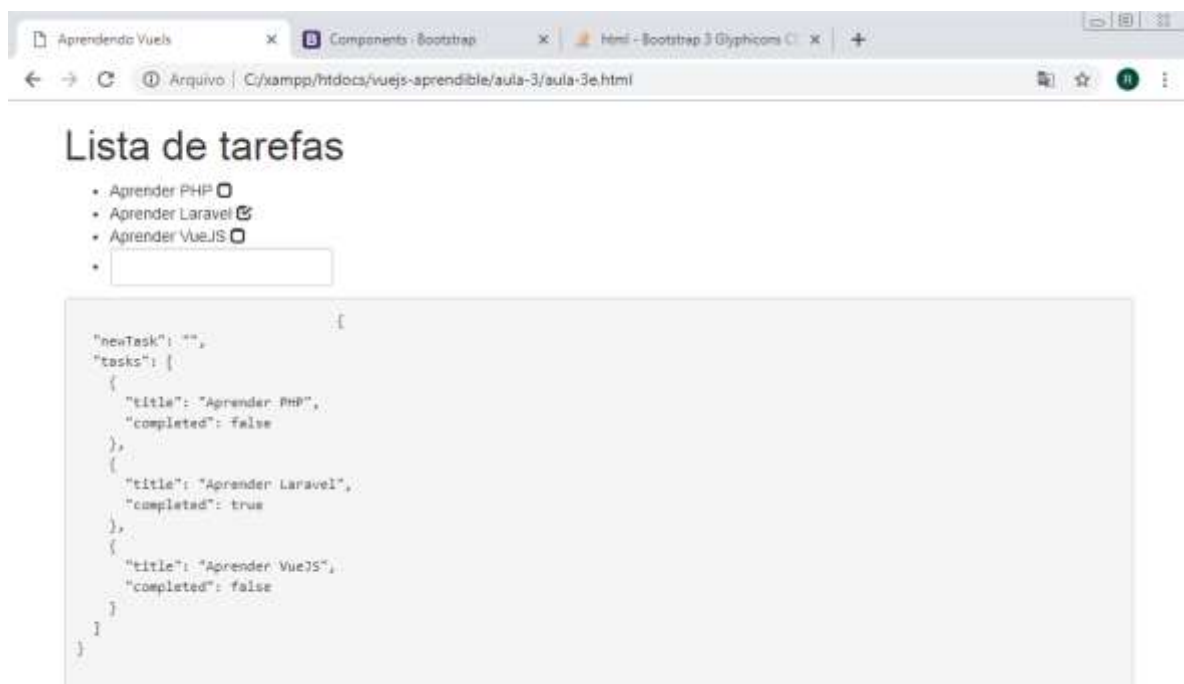 Aprendendo VueJs
Components · Bootstrap
html - Bootstrap 3 Glyphicons C
Arquivo | C:/xampp/htdocs/vuejs-aprendible/aula-3/aula-3e.html
R
Lista de tarefas
• Aprender PHP
• Aprender Laravel
• Aprender VueJS
•
{
"newTask": "",
"tasks": [
{
"title": "Aprender PHP",
"completed": false
},
{
"title": "Aprender Laravel",
"completed": true
},
{
"title": "Aprender VueJS",
"completed": false
}
]
}